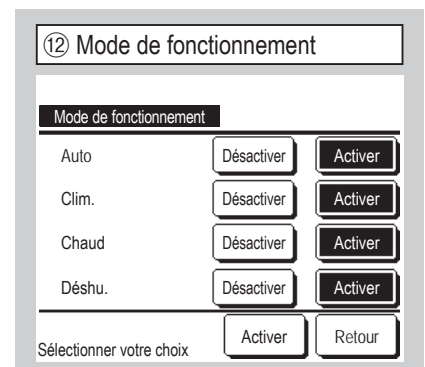 ⑫ Mode de fonctionnement
Mode de fonctionnement
Auto Désactiver Activer
Clim. Désactiver Activer
Chaud Désactiver Activer
Déshu. Désactiver Activer
Sélectionner votre choix Activer Retour